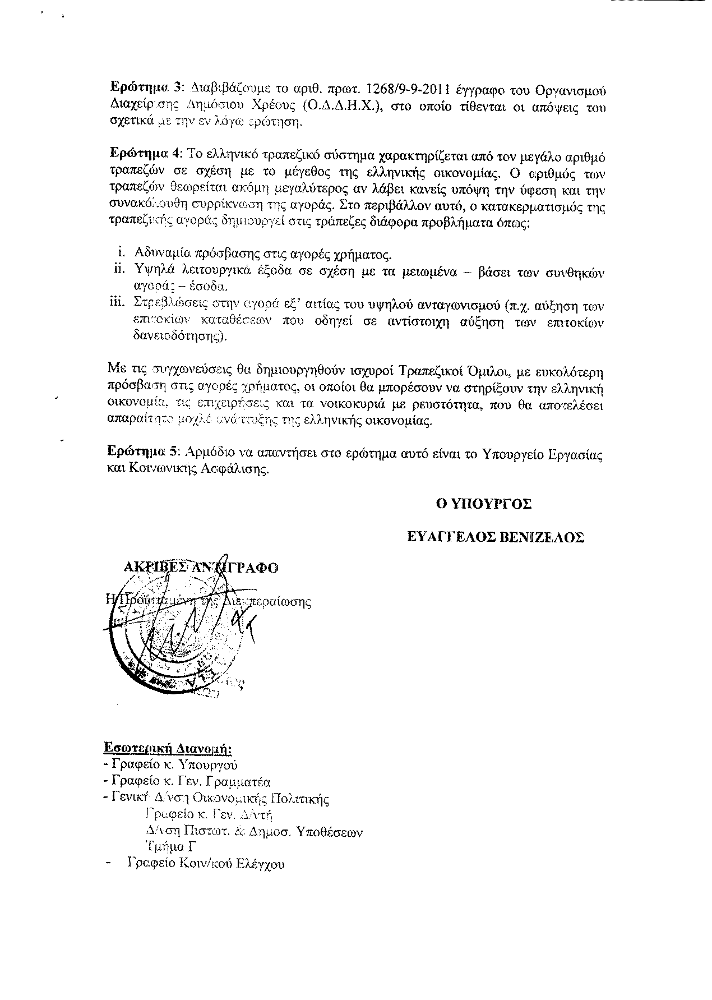 Ερώτημα 3: Διαβιβάζουμε το αριθ. πρωτ. 1268/9-9-2011 έγγραφο του Οργανισμού
Διαχείρισης Δημόσιου Χρέους (Ο.Δ.Δ.Η.Χ.), στο οποίο τίθενται οι απόψεις του
σχετικά με την εν λόγω ερώτηση.
Ερώτημα 4: Το ελληνικό τραπεζικό σύστημα χαρακτηρίζεται από τον μεγάλο αριθμό
τραπεζών σε σχέση με το μέγεθος της ελληνικής οικονομίας. Ο αριθμός των
τραπεζών θεωρείται ακόμη μεγαλύτερος αν λάβει κανείς υπόψη την ύφεση και την
συνακόλουθη συρρίκνωση της αγοράς. Στο περιβάλλον αυτό, ο κατακερματισμός της
τραπεζικής αγοράς δημιουργεί στις τράπεζες διάφορα προβλήματα όπως:
i. Αδυναμία πρόσβασης στις αγορές χρήματος.
ii. Υψηλά λειτουργικά έξοδα σε σχέση με τα μειωμένα – βάσει των συνθηκών
αγοράς – έσοδα.
iii. Στρεβλώσεις στην αγορά εξ’ αιτίας του υψηλού ανταγωνισμού (π.χ. αύξηση των
επιτοκίων καταθέσεων που οδηγεί σε αντίστοιχη αύξηση των επιτοκίων
δανειοδότησης).
Με τις συγχωνεύσεις θα δημιουργηθούν ισχυροί Τραπεζικοί Όμιλοι, με ευκολότερη
πρόσβαση στις αγορές χρήματος, οι οποίοι θα μπορέσουν να στηρίξουν την ελληνική
οικονομία, τις επιχειρήσεις και τα νοικοκυριά με ρευστότητα, που θα αποτελέσει
απαραίτητο μοχλό ανάπτυξης της ελληνικής οικονομίας.
Ερώτημα 5: Αρμόδιο να απαντήσει στο ερώτημα αυτό είναι το Υπουργείο Εργασίας
και Κοινωνικής Ασφάλισης.
Ο ΥΠΟΥΡΓΟΣ
ΕΥΑΓΓΕΛΟΣ ΒΕΝΙΖΕΛΟΣ
ΑΚΡΙΒΕΣ ΑΝΤΙΓΡΑΦΟ
Η Προϊσταμένη της Διεκπεραίωσης
Εσωτερική Διανομή:
- Γραφείο κ. Υπουργού
- Γραφείο κ. Γεν. Γραμματέα
- Γενική Δ/νση Οικονομικής Πολιτικής
Γραφείο κ. Γεν. Δ/ντή
Δ/νση Πιστωτ. & Δημοσ. Υποθέσεων
Τμήμα Γ
- Γραφείο Κοιν/κού Ελέγχου